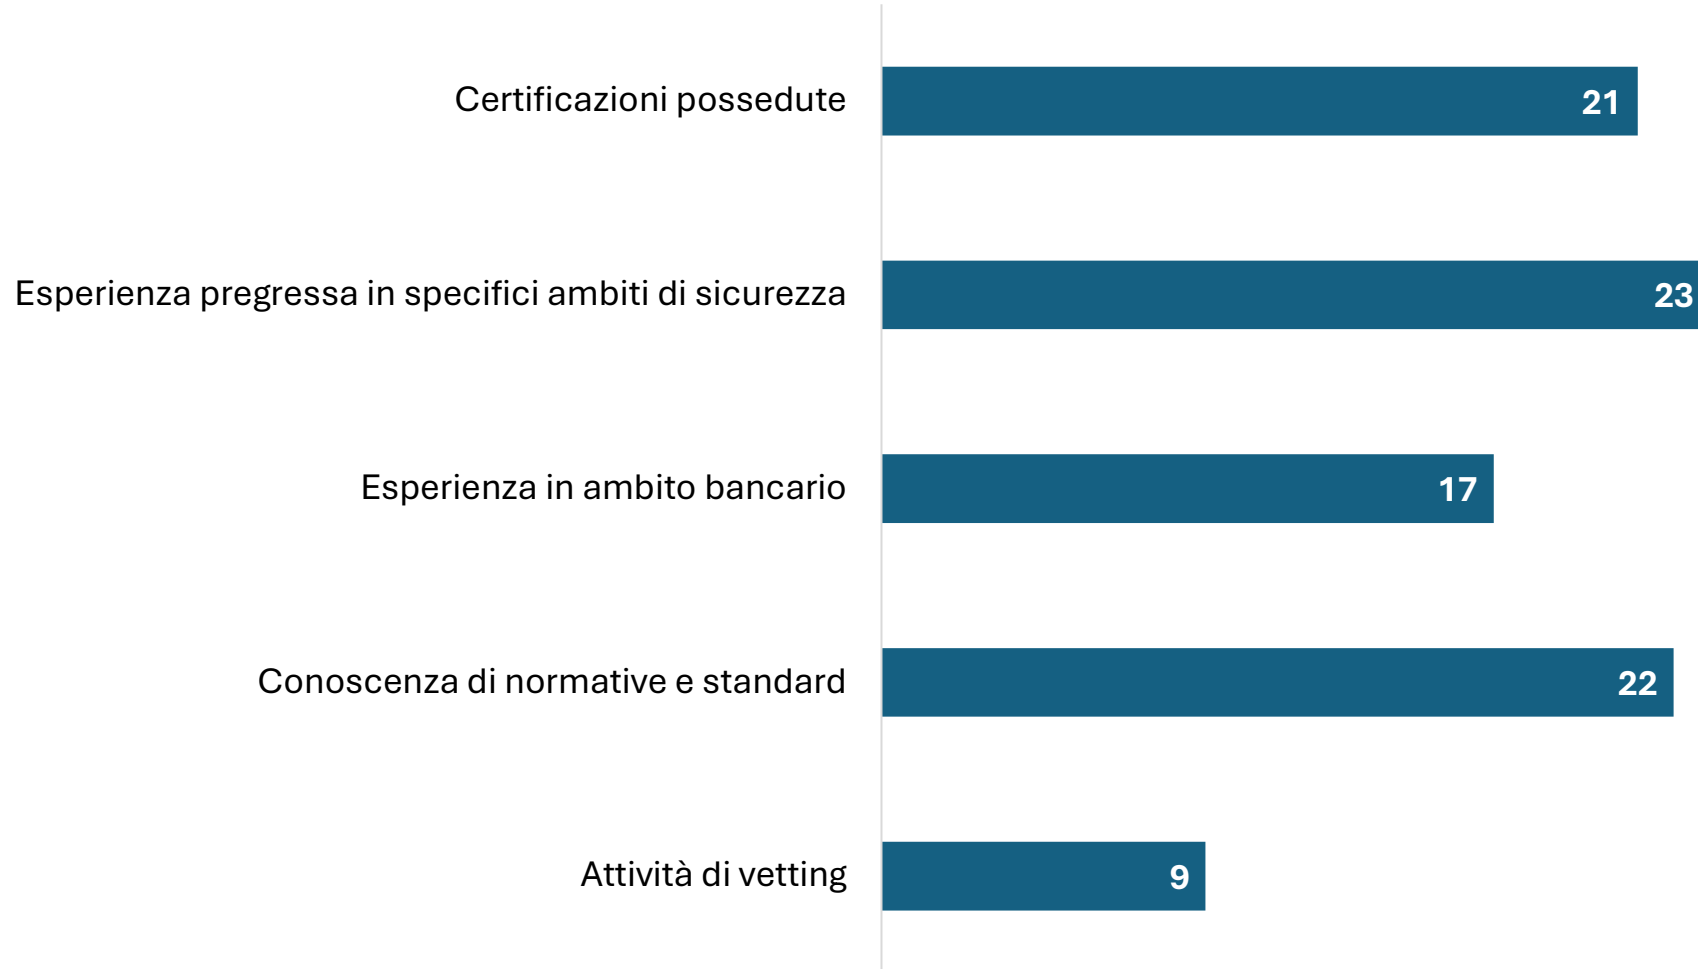 Certificazioni possedute 21
Esperienza pregressa in specifici ambiti di sicurezza 23
Esperienza in ambito bancario 17
Conoscenza di normative e standard 22
Attività di vetting 9